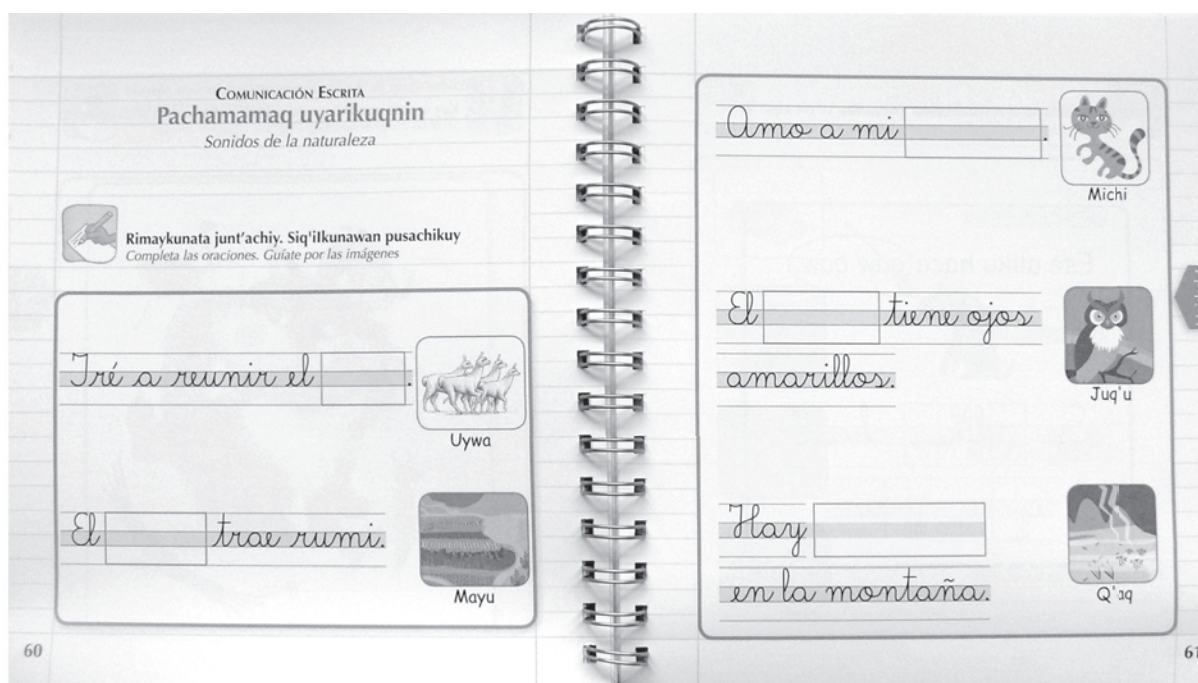 COMUNICACIÓN ESCRITA
Pachamamaq uyarikuqnin
Sonidos de la naturaleza
Rimaykunata junt'achiy. Siq'iIkunawan pusachikuy
Completa las oraciones. Guíate por las imágenes
Iré a reunir el .
Uywa
El trae rumi.
Mayu
60
Amo a mi .
Michi
El tiene ojos
amarillos.
Juq'u
Hay
en la montaña.
61